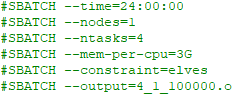 #SBATCH --time=24:00:00
#SBATCH --nodes=1
#SBATCH --ntasks=4
#SBATCH --mem-per-cpu=3G
#SBATCH --constraint=elves
#SBATCH --output=4_1_100000.o